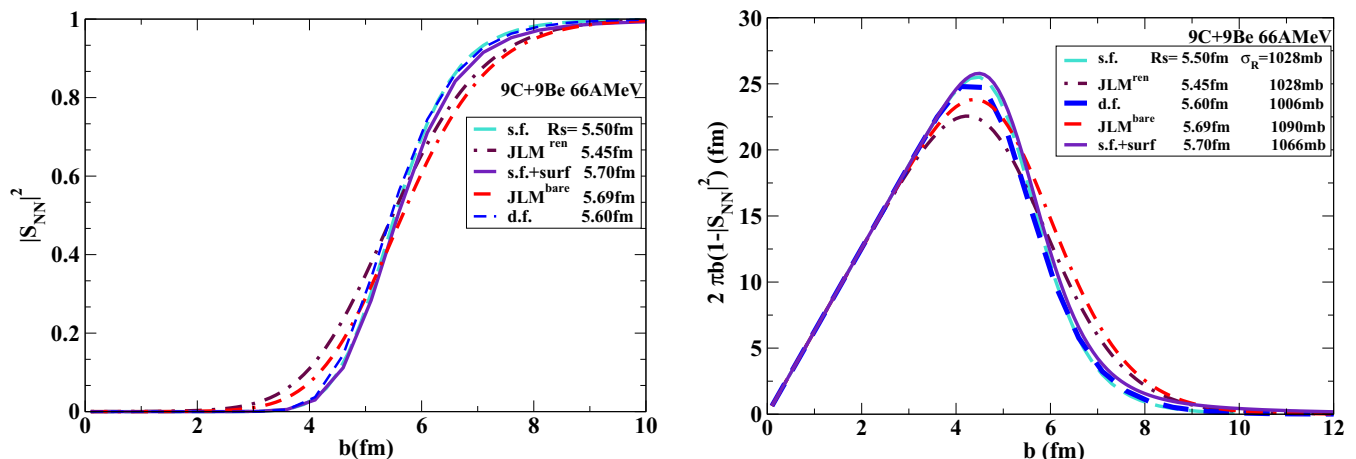 1
0.8
0.6
0.4
0.2
0
|S_NN|^2
0 2 4 6 8 10
b(fm)
9C+9Be 66AMeV
s.f. Rs= 5.50fm
JLM^ren 5.45fm
s.f.+surf 5.70fm
JLM^bare 5.69fm
d.f. 5.60fm
30
25
20
15
10
5
0
2 πb(1-|S_NN|^2) (fm)
0 2 4 6 8 10 12
b (fm)
9C+9Be 66AMeV
s.f. Rs= 5.50fm σ_R=1028mb
JLM^ren 5.45fm 1028mb
d.f. 5.60fm 1006mb
JLM^bare 5.69fm 1090mb
s.f.+surf 5.70fm 1066mb